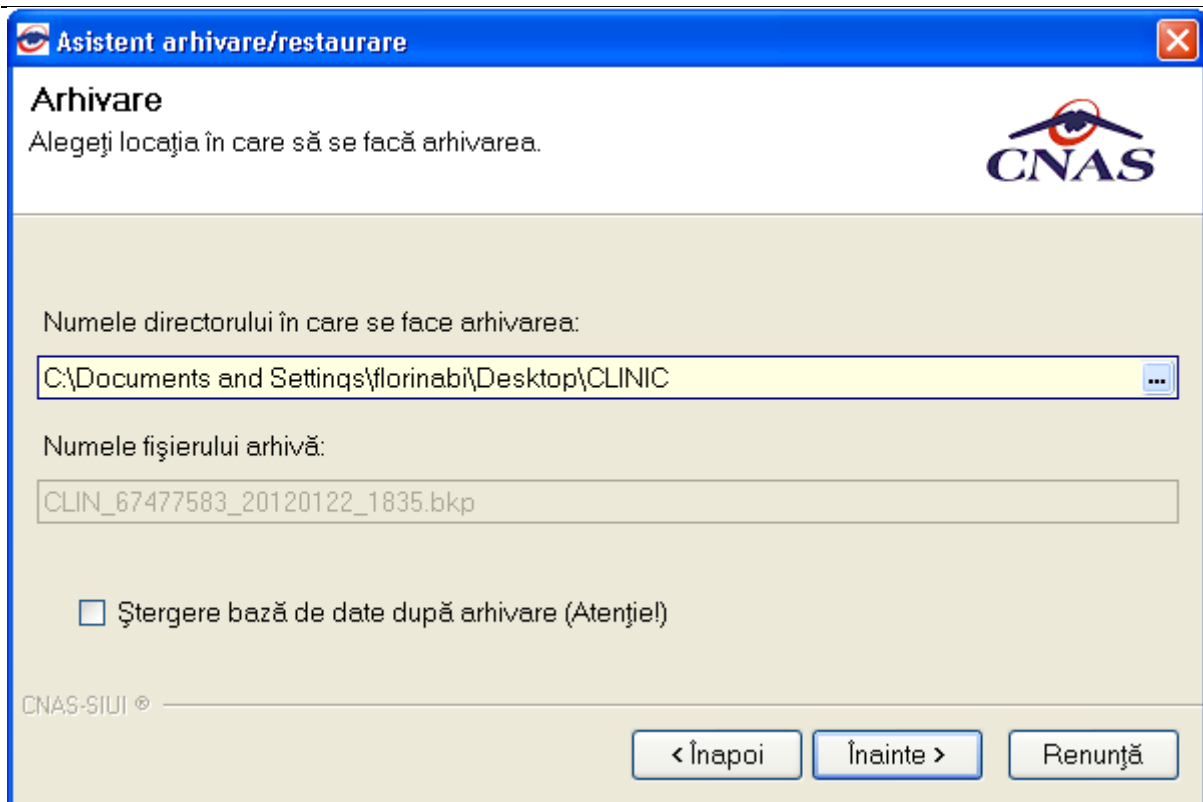 Asistent arhivare/restaurare
Arhivare
Alegeţi locaţia în care să se facă arhivarea.
CNAS
Numele directorului în care se face arhivarea:
C:\Documents and Settings\florinabi\Desktop\CLINIC
...
Numele fişierului arhivă:
CLIN_67477583_20120122_1835.bkp
Ştergere bază de date după arhivare (Atenţie!)
CNAS-SIUI ®
< Înapoi
Înainte >
Renunţă